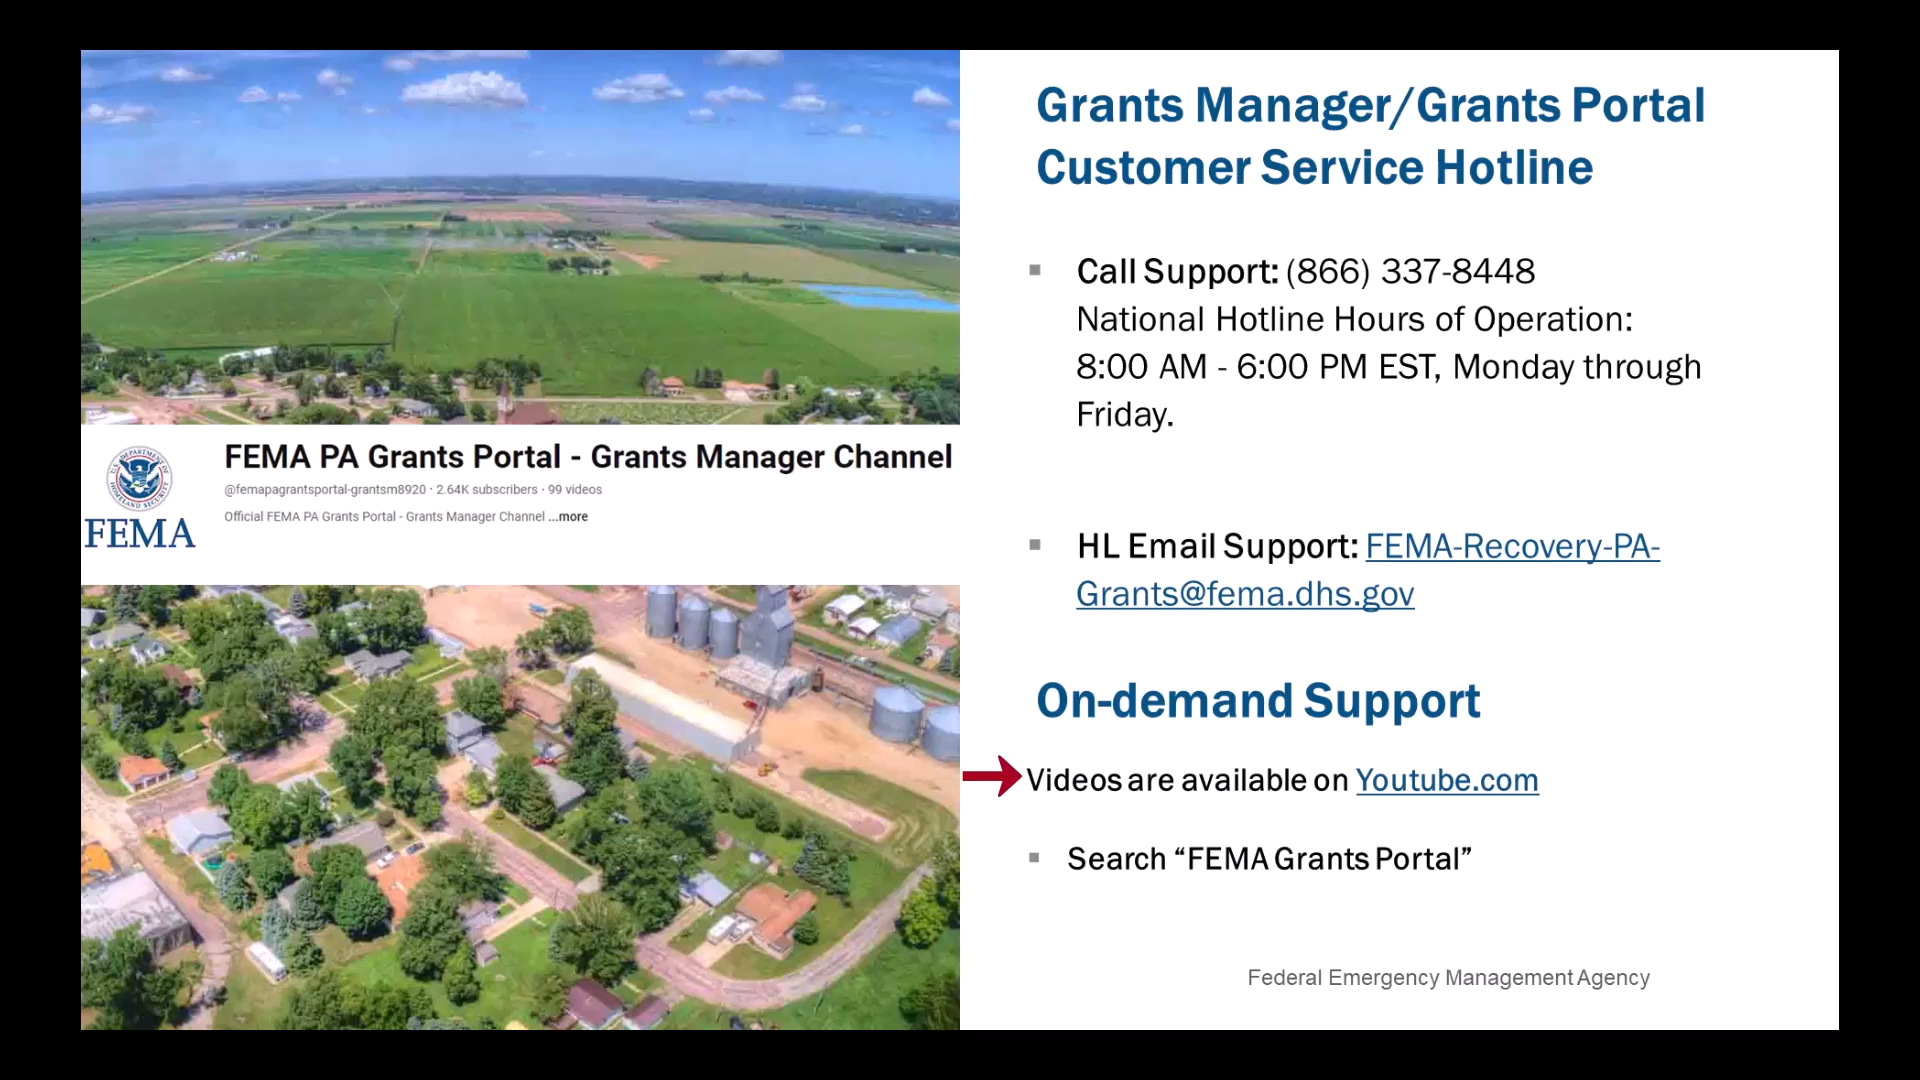 Grants Manager/Grants Portal
Customer Service Hotline
Call Support: (866) 337-8448
National Hotline Hours of Operation:
8:00 AM - 6:00 PM EST, Monday through
Friday.
HL Email Support: FEMA-Recovery-PA-
Grants@fema.dhs.gov
On-demand Support
Videos are available on Youtube.com
Search “FEMA Grants Portal”
Federal Emergency Management Agency
FEMA PA Grants Portal - Grants Manager Channel
@femapagrantsportal-grantsm8920 · 2.64K subscribers · 99 videos
Official FEMA PA Grants Portal - Grants Manager Channel ...more
U.S. DEPARTMENT OF
HOMELAND SECURITY
FEMA